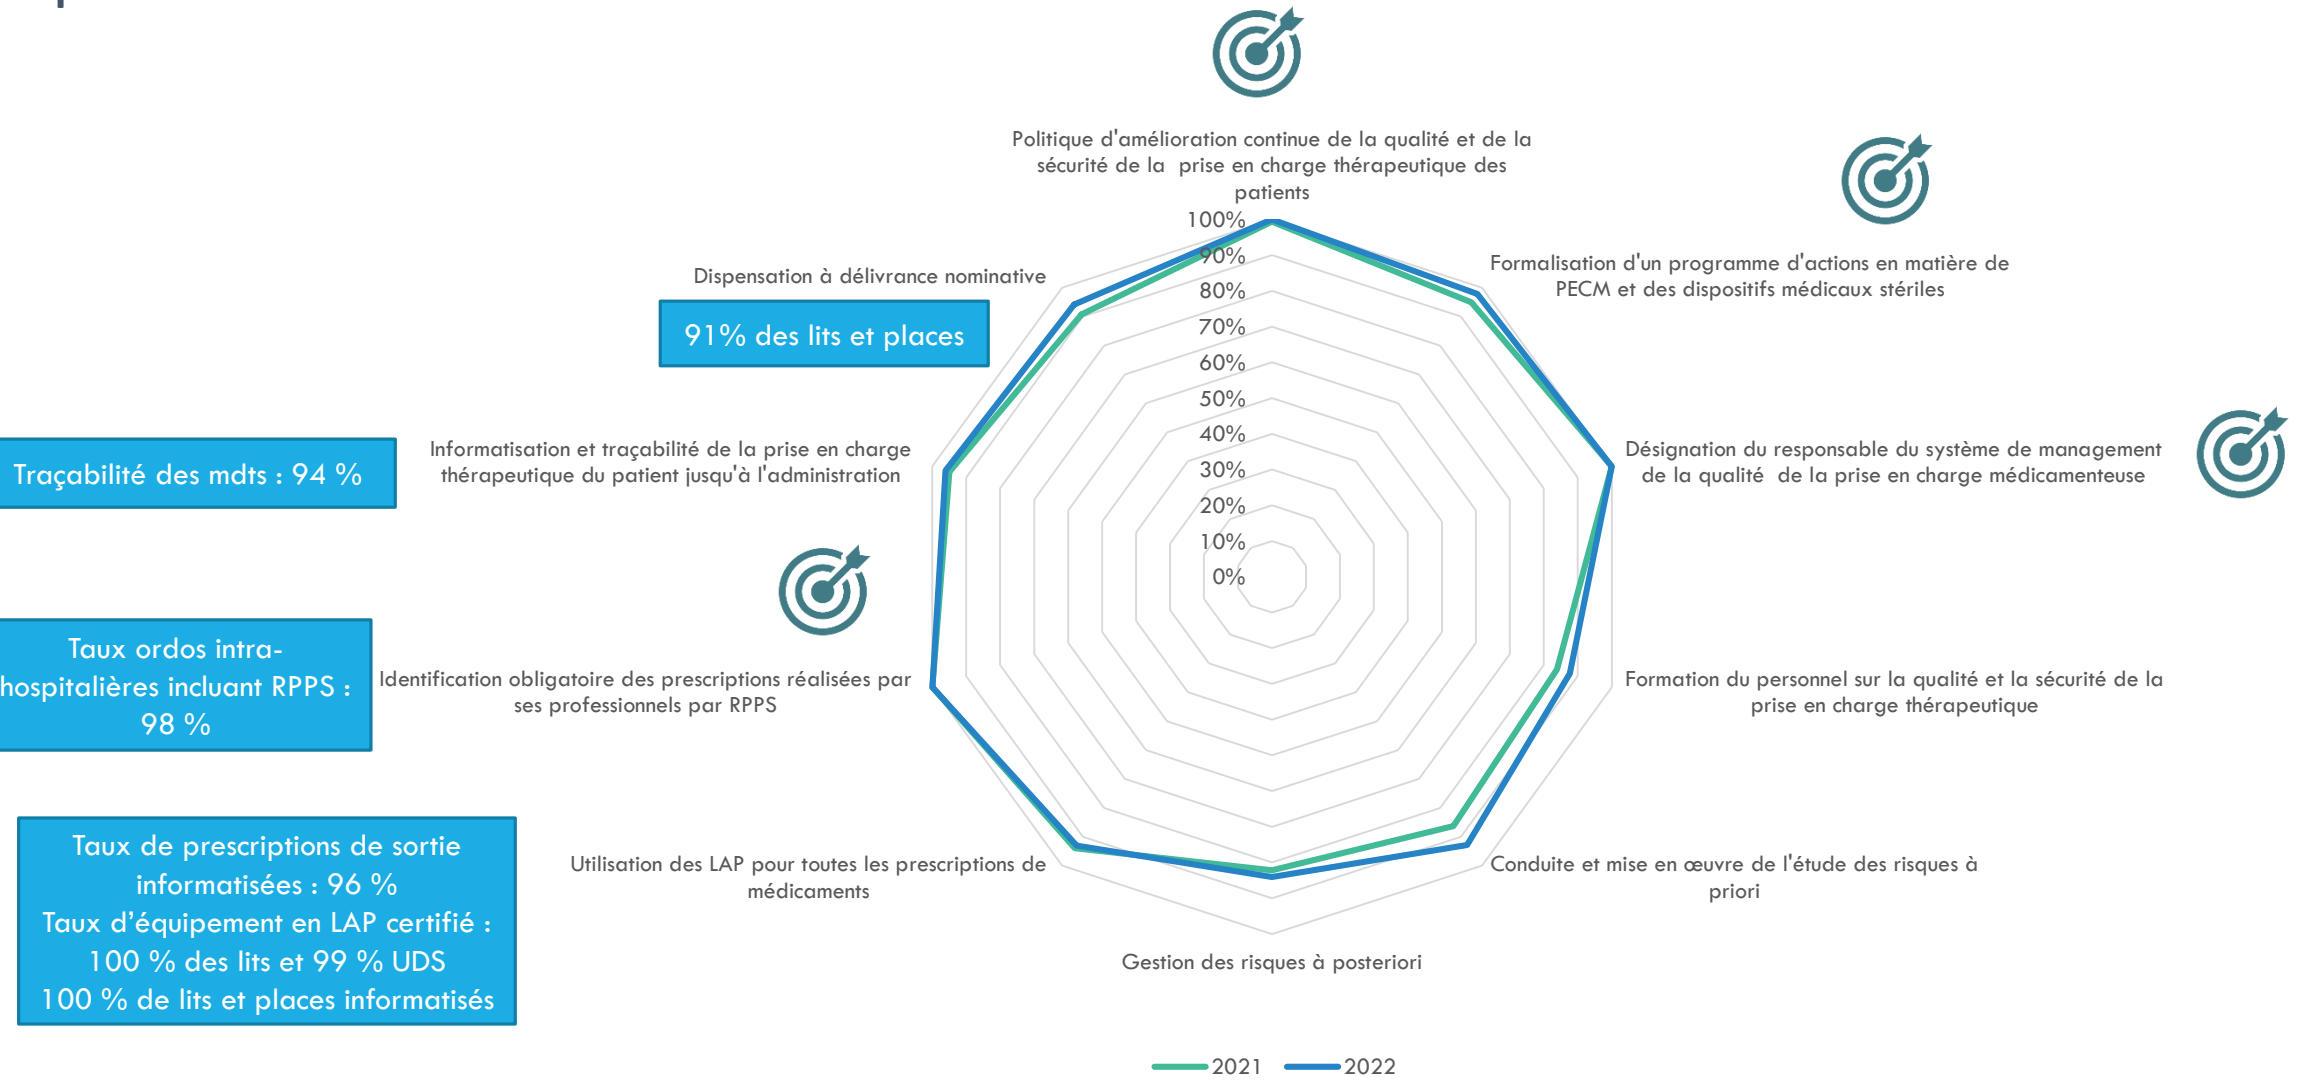 Politique d'amélioration continue de la qualité et de la
sécurité de la prise en charge thérapeutique des
patients
100%
90%
80%
70%
60%
50%
40%
30%
20%
10%
0%
Formalisation d'un programme d'actions en matière de
PECM et des dispositifs médicaux stériles
Désignation du responsable du système de management
de la qualité de la prise en charge médicamenteuse
Formation du personnel sur la qualité et la sécurité de la
prise en charge thérapeutique
Conduite et mise en œuvre de l'étude des risques à
priori
Gestion des risques à posteriori
Utilisation des LAP pour toutes les prescriptions de
médicaments
Identification obligatoire des prescriptions réalisées par
ses professionnels par RPPS
Informatisation et traçabilité de la prise en charge
thérapeutique du patient jusqu'à l'administration
Dispensation à délivrance nominative
91% des lits et places
Traçabilité des mdts : 94 %
Taux ordos intra-
hospitalières incluant RPPS :
98 %
Taux de prescriptions de sortie
informatisées : 96 %
Taux d’équipement en LAP certifié :
100 % des lits et 99 % UDS
100 % de lits et places informatisés
2021
2022